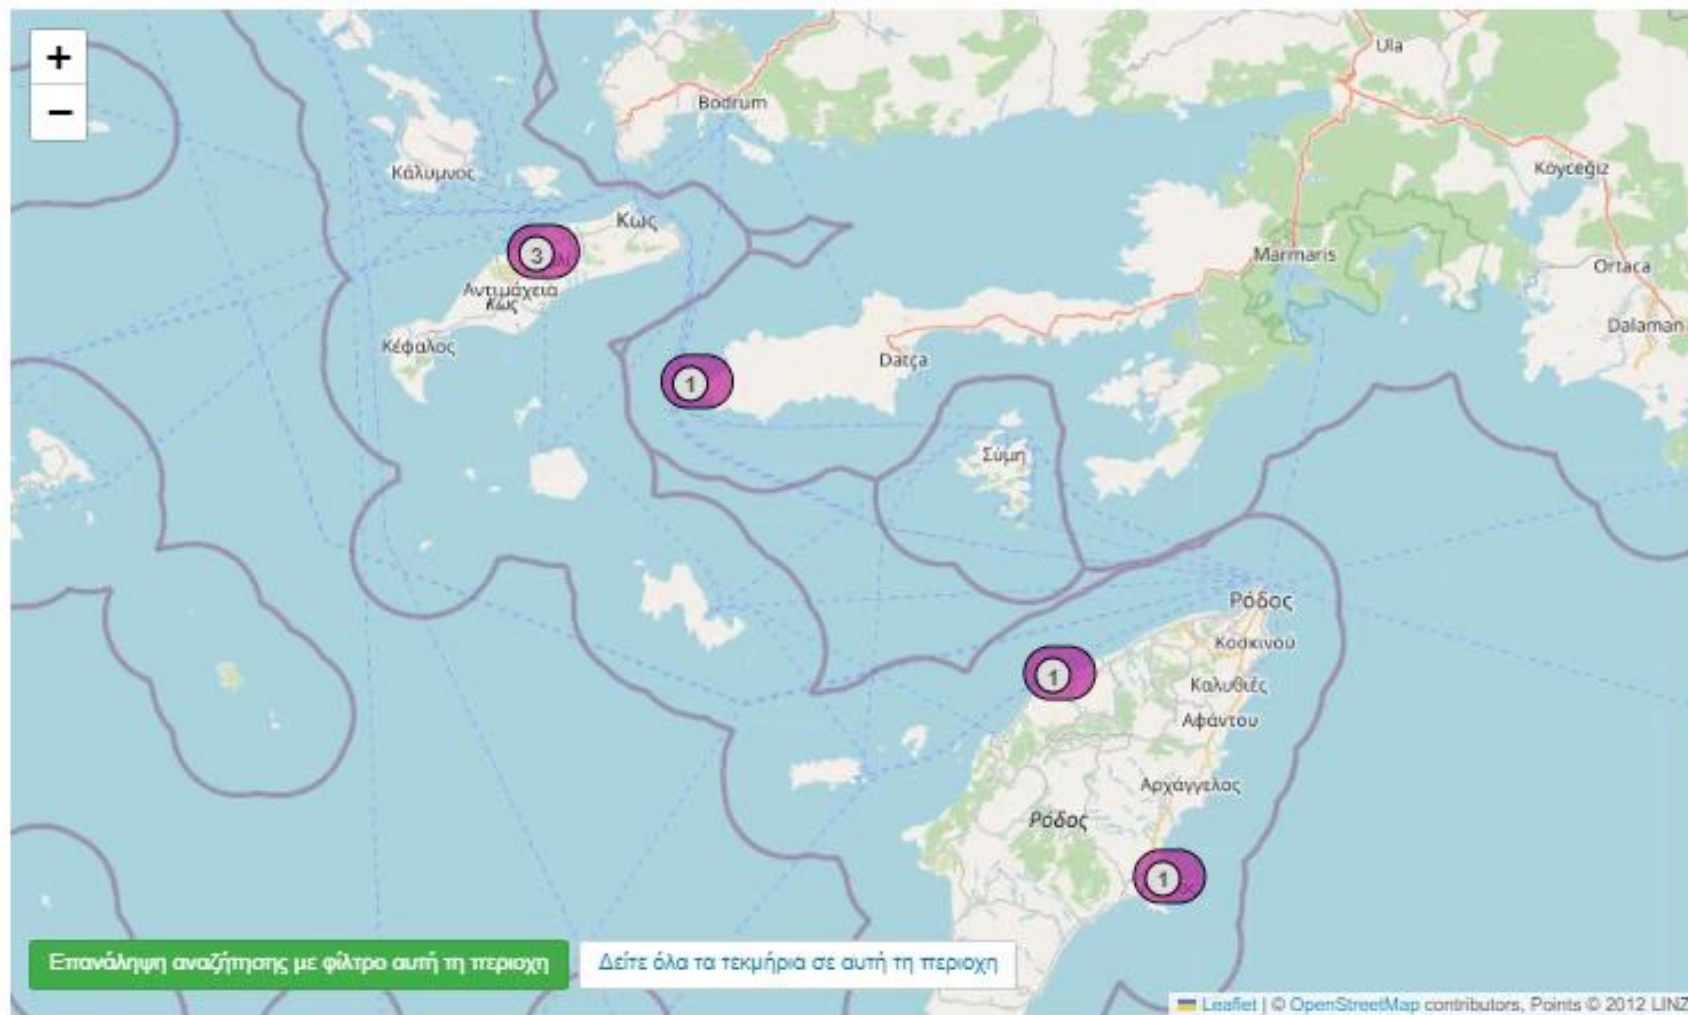 +
−
Ula
Bodrum
Κάλυμνος
Köyceğiz
Κως
3
Marmaris
Ortaca
Αντιμάχεια
Κως
Dalaman
Κέφαλος
Datça
1
Σύμη
Ρόδος
Κοσκινού
1
Καλυθιές
Αφάντου
Αρχάγγελος
Ρόδος
1
Επανάληψη αναζήτησης με φίλτρο αυτή τη περιοχη
Δείτε όλα τα τεκμήρια σε αυτή τη περιοχη
Leaflet | © OpenStreetMap contributors, Points © 2012 LINZ